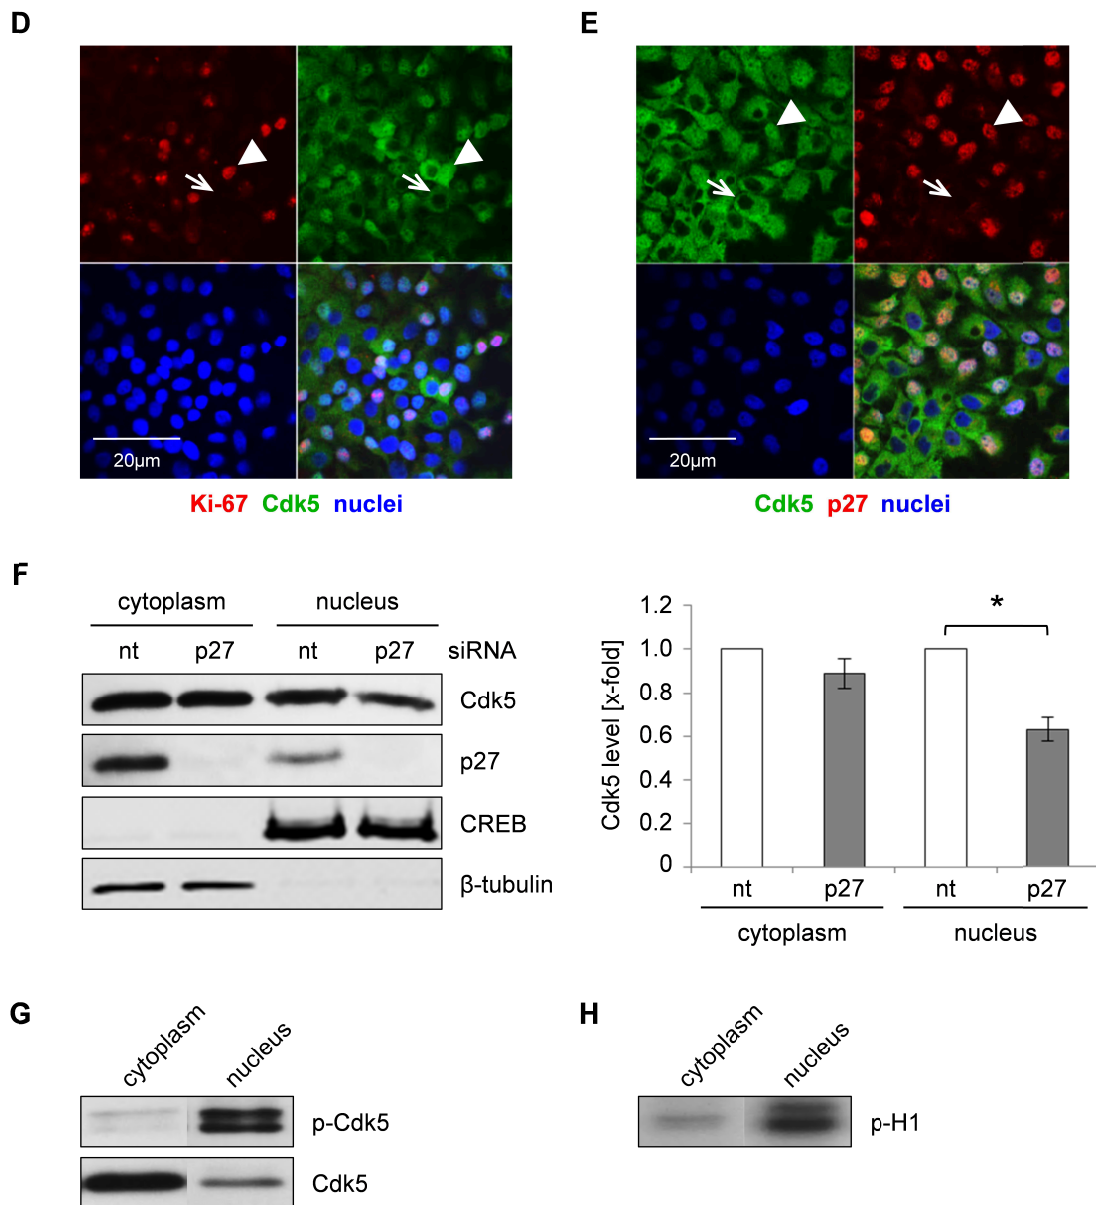 D
20µm
20µm
Ki-67 Cdk5 nuclei
E
Cdk5 p27 nuclei
F
cytoplasm nucleus
nt p27 nt p27 siRNA
Cdk5
p27
CREB
β-tubulin
Cdk5 level [x-fold]
1.2
1.0
0.8
0.6
0.4
0.2
0
*
nt p27 nt p27
cytoplasm nucleus
G
cytoplasm
nucleus
p-Cdk5
Cdk5
H
cytoplasm
nucleus
p-H1